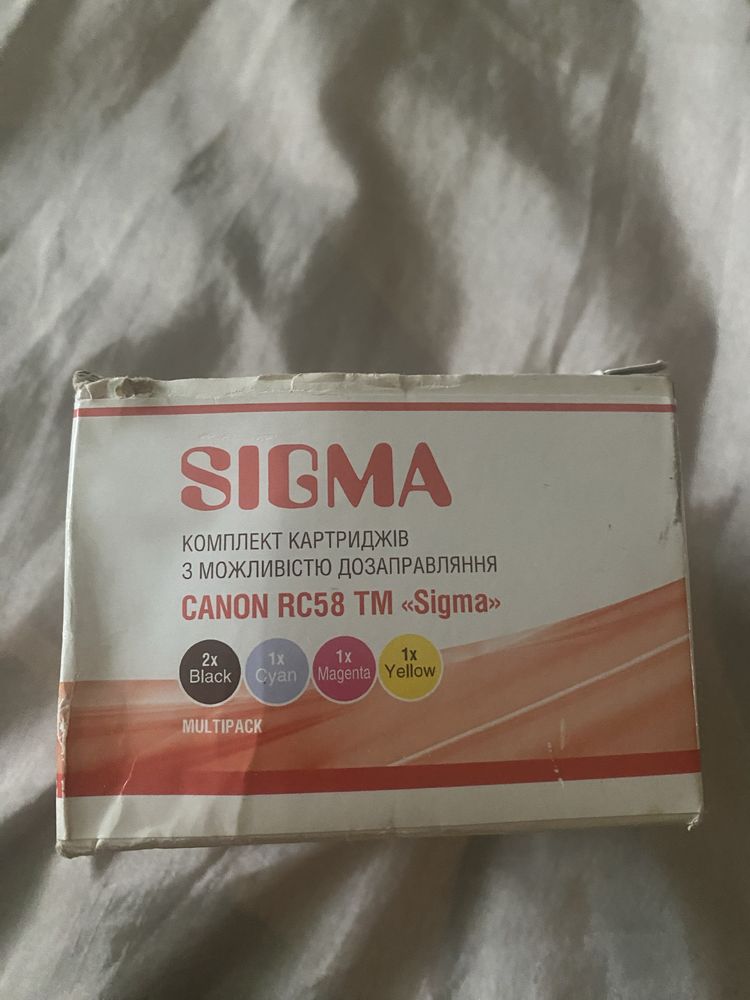 SIGMA
КОМПЛЕКТ КАРТРИДЖІВ
З МОЖЛИВІСТЮ ДОЗАПРАВЛЯННЯ
CANON RC58 TM «Sigma»
2x 1x 1x 1x
Black Cyan Magenta Yellow
MULTIPACK